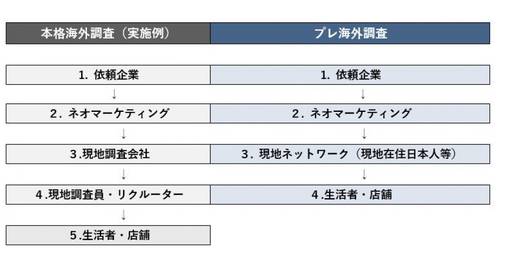 本格海外調査（実施例）
プレ海外調査
1. 依頼企業
1. 依頼企業
↓
↓
２. ネオマーケティング
２. ネオマーケティング
↓
↓
３.現地調査会社
３. 現地ネットワーク（現地在住日本人等）
↓
↓
４.現地調査員・リクルーター
４.生活者・店舗
↓
５.生活者・店舗